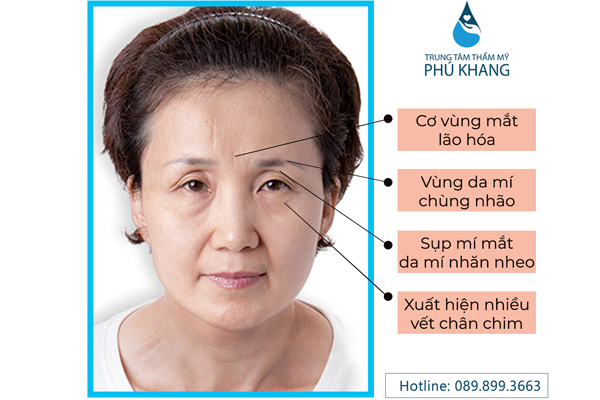 TRUNG TÂM THẨM MỸ
PHÚ KHANG
Cơ vùng mắt
lão hóa
Vùng da mí
chùng nhão
Sụp mí mắt
da mí nhăn nheo
Xuất hiện nhiều
vết chân chim
Hotline: 089.899.3663